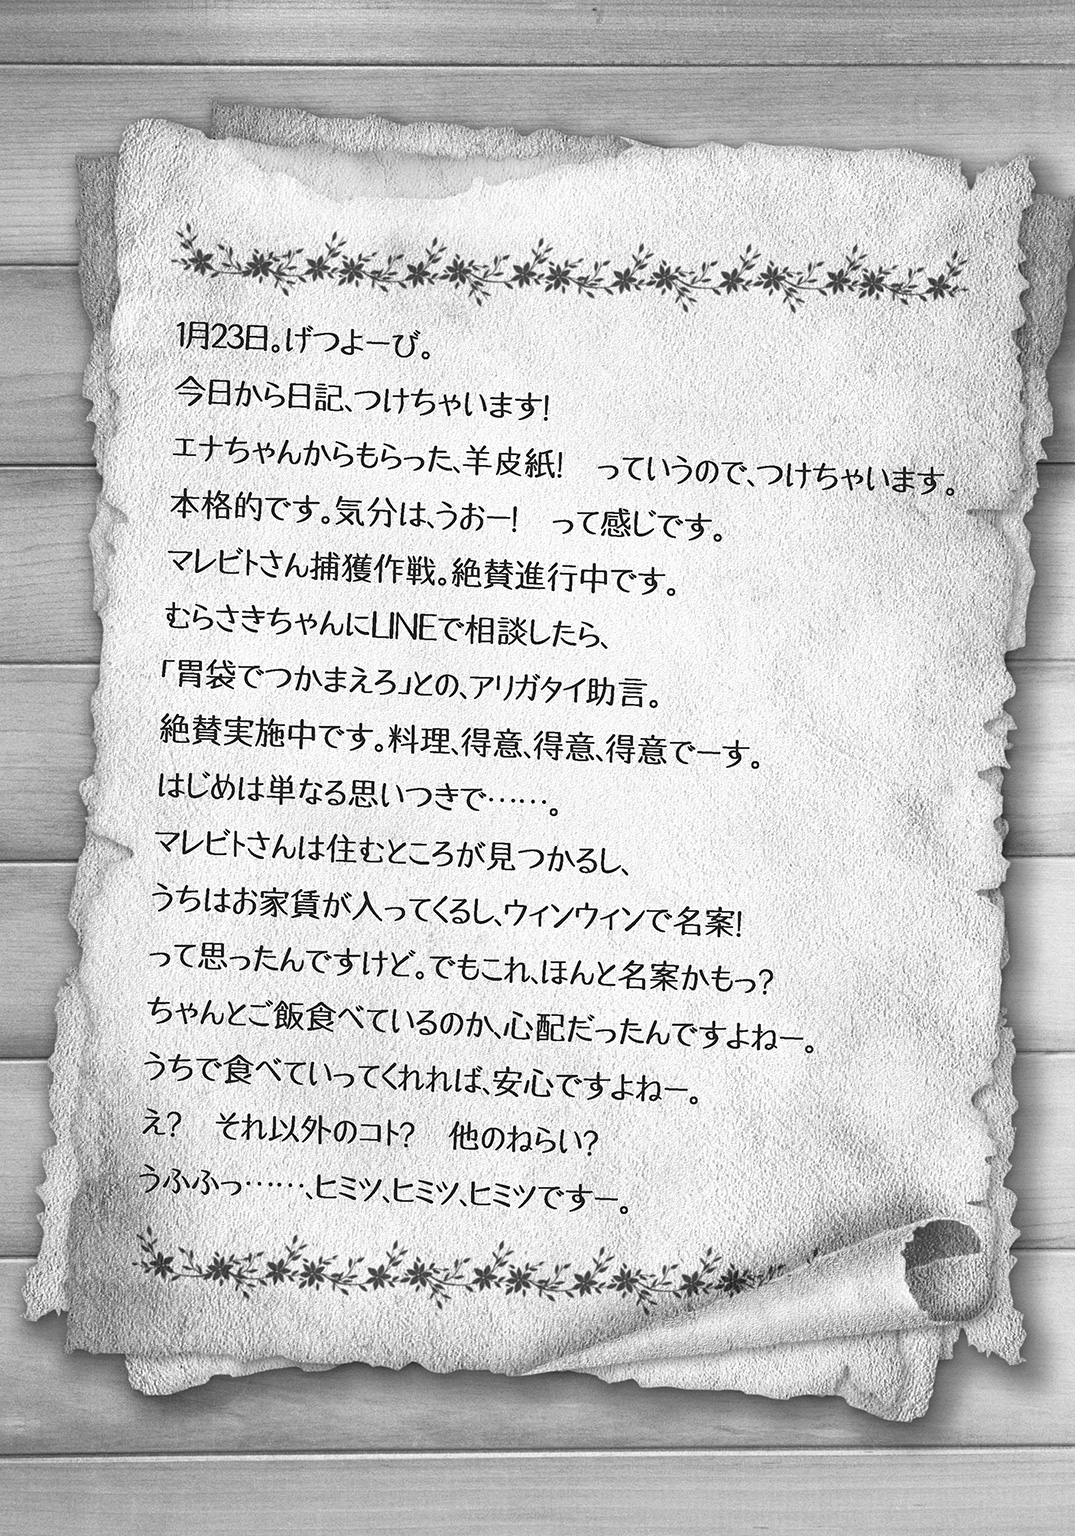 1月23日。げつよーび。
今日から日記、つけちゃいます!
エナちゃんからもらった、羊皮紙!　っていうので、つけちゃいます。
本格的です。気分は、うおー!　って感じです。
マレビトさん捕獲作戦。絶賛進行中です。
むらさきちゃんにLINEで相談したら、
「胃袋でつかまえろ」との、アリガタイ助言。
絶賛実施中です。料理、得意、得意、得意でーす。
はじめは単なる思いつきで……。
マレビトさんは住むところが見つかるし、
うちはお家賃が入ってくるし、ウィンウィンで名案!
って思ったんですけど。でもこれ、ほんと名案かもっ?
ちゃんとご飯食べているのか、心配だったんですよねー。
うちで食べていってくれれば、安心ですよねー。
え?　それ以外のコト?　他のねらい?
うふふっ……、ヒミツ、ヒミツ、ヒミツですー。